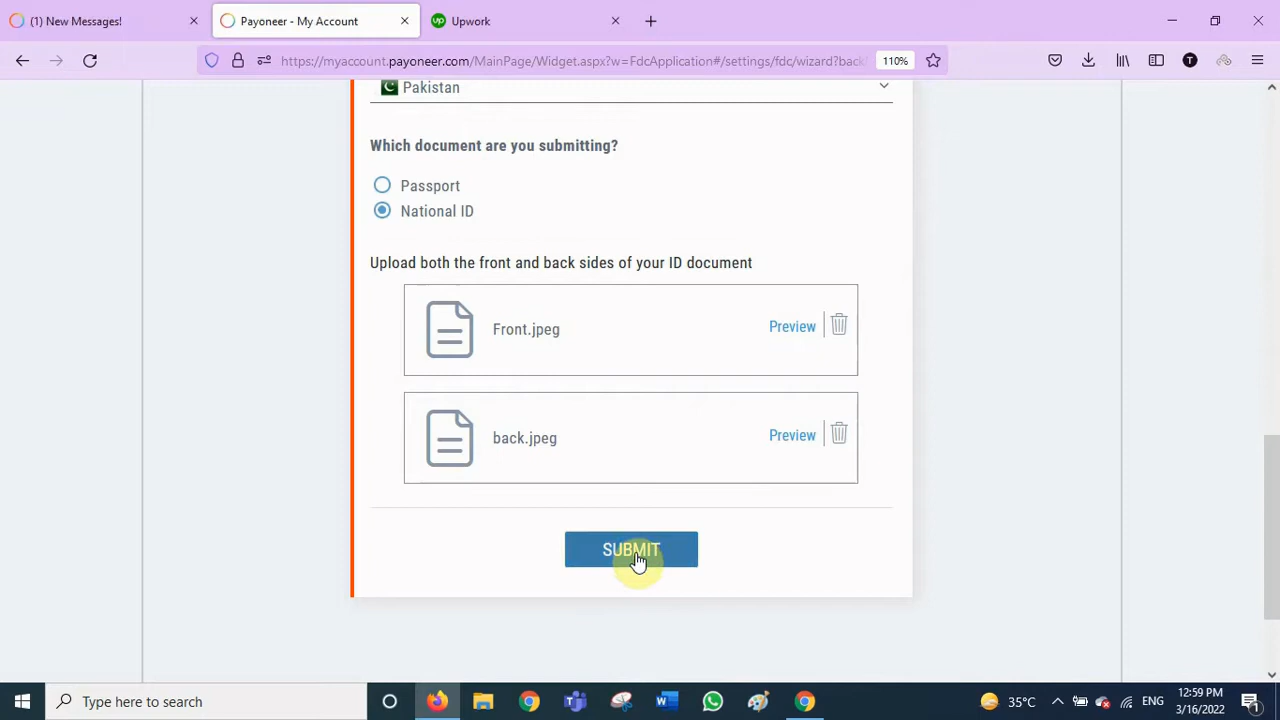 (1) New Messages!
Payoneer - My Account
up Upwork
https://myaccount.payoneer.com/MainPage/Widget.aspx?w=FdcApplication#/settings/fdc/wizard?back
110%
T
Pakistan
Which document are you submitting?
Passport
National ID
Upload both the front and back sides of your ID document
Front.jpeg
Preview
back.jpeg
Preview
SUBMIT
Type here to search
35°C
ENG
12:59 PM
3/16/2022
1